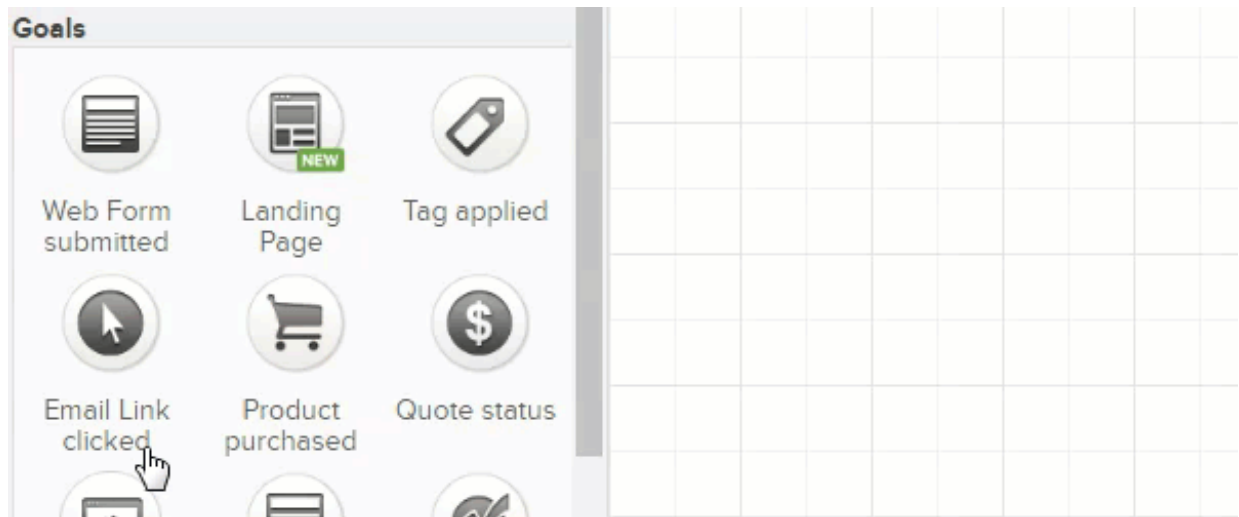 Goals
NEW
Web Form
submitted
Landing
Page
Tag applied
$
Email Link
clicked
Product
purchased
Quote status